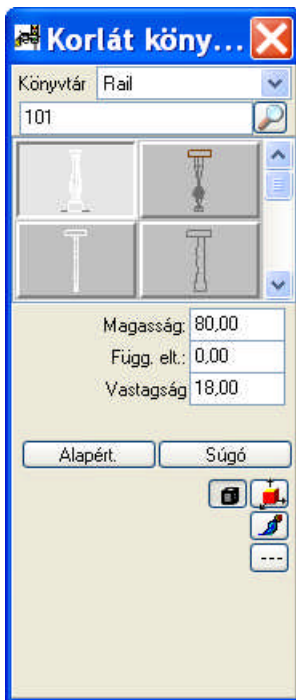 Korlát köny...
Könyvtár Rail
101
Magasság: 80,00
Függ. elt.: 0,00
Vastagság 18,00
Alapért. Súgó
---